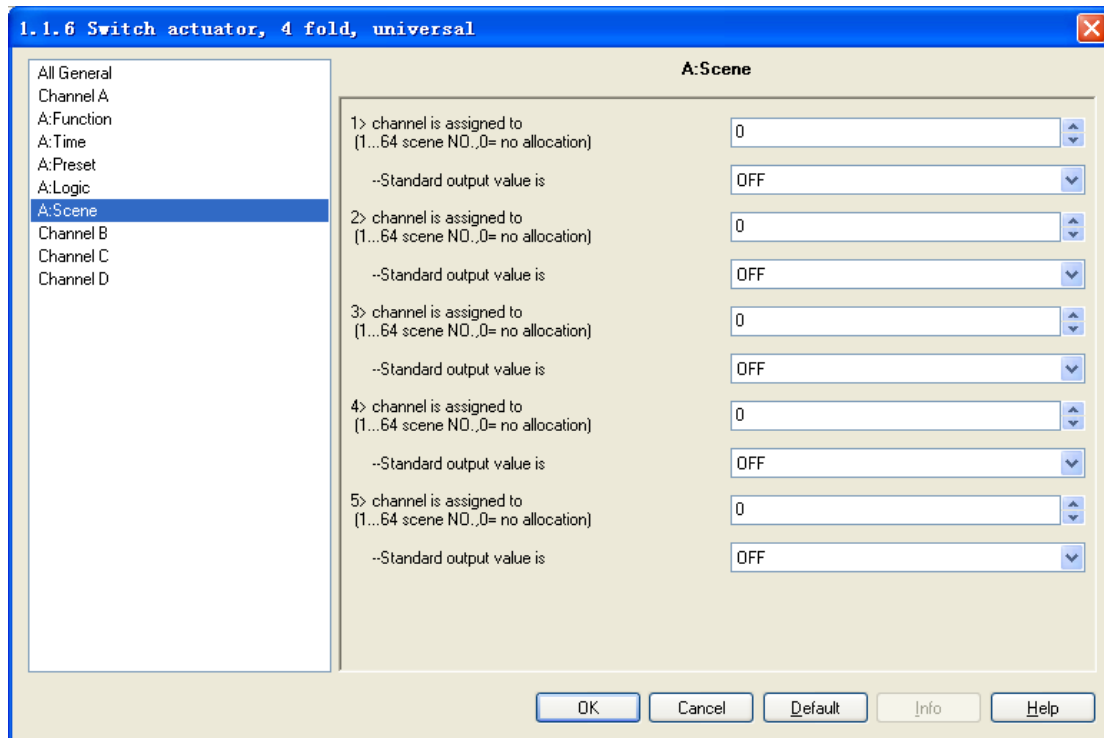 1.1.6 Switch actuator, 4 fold, universal
All General
Channel A
A:Function
A:Time
A:Preset
A:Logic
A:Scene
Channel B
Channel C
Channel D
A:Scene
1> channel is assigned to
(1...64 scene NO.,0= no allocation)
0
--Standard output value is
OFF
2> channel is assigned to
(1...64 scene NO.,0= no allocation)
0
--Standard output value is
OFF
3> channel is assigned to
(1...64 scene NO.,0= no allocation)
0
--Standard output value is
OFF
4> channel is assigned to
(1...64 scene NO.,0= no allocation)
0
--Standard output value is
OFF
5> channel is assigned to
(1...64 scene NO.,0= no allocation)
0
--Standard output value is
OFF
OK
Cancel
Default
Info
Help